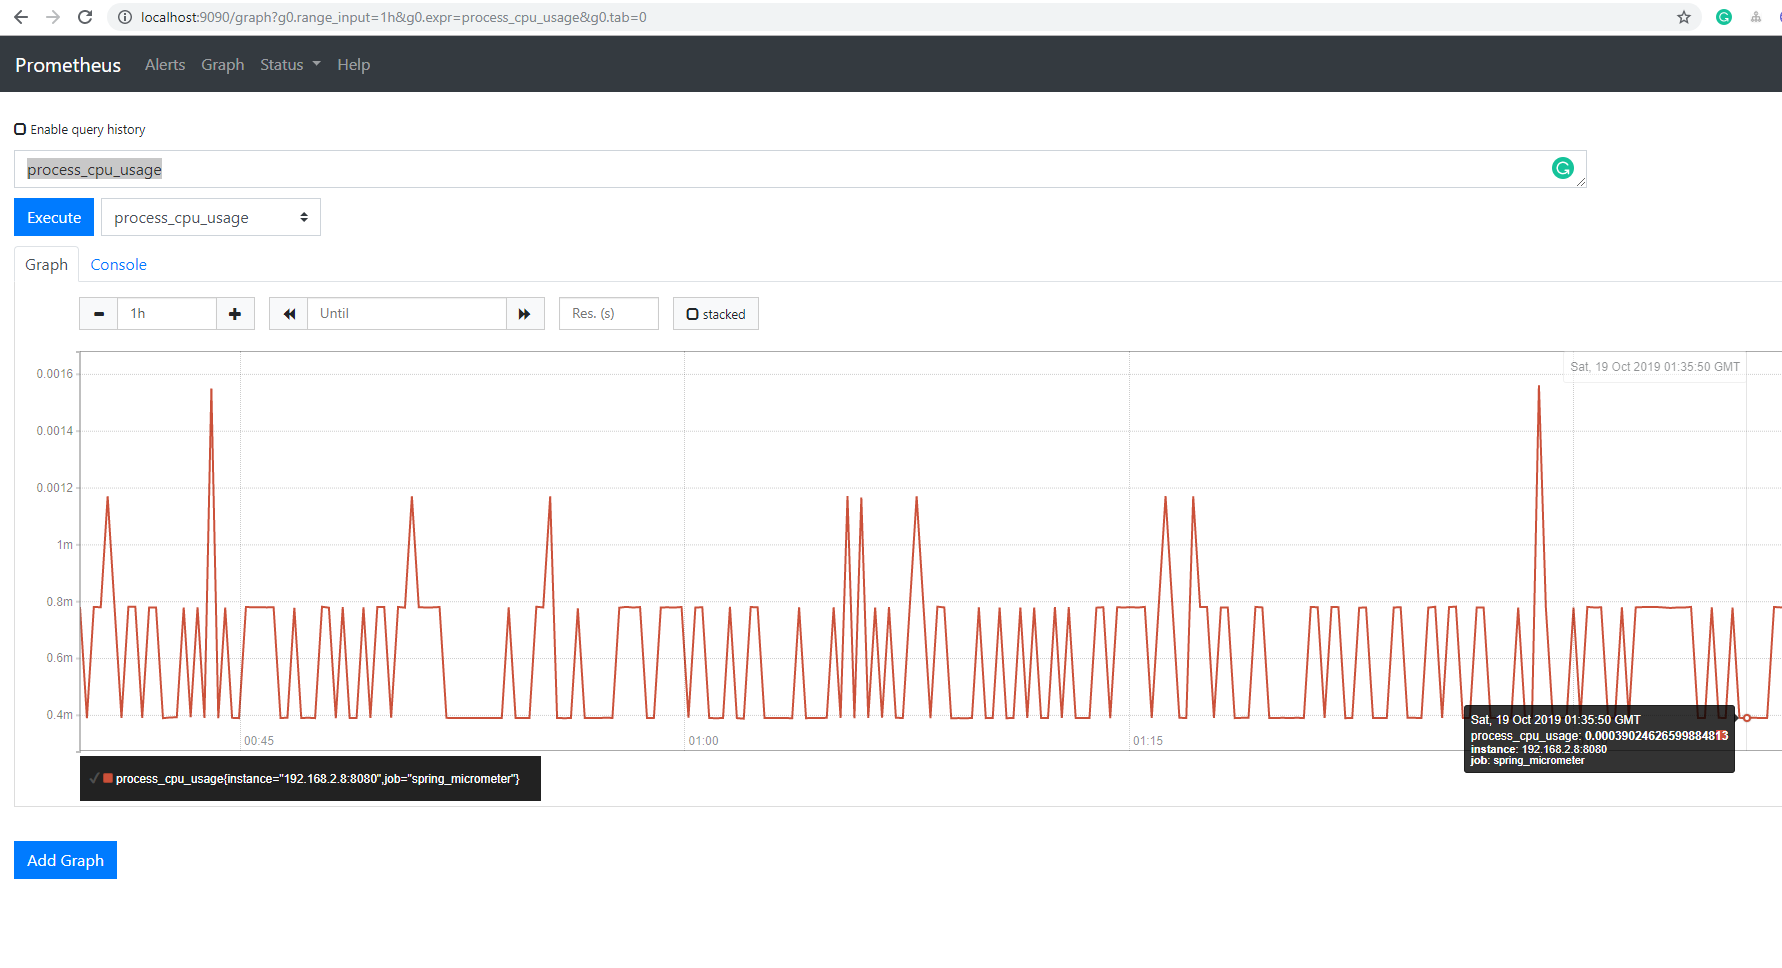 localhost:9090/graph?g0.range_input=1h&g0.expr=process_cpu_usage&g0.tab=0
Prometheus Alerts Graph Status Help
Enable query history
process_cpu_usage
Execute process_cpu_usage
Graph Console
1h Until Res. (s) stacked
Sat, 19 Oct 2019 01:35:50 GMT
0.0016
0.0014
0.0012
1m
0.8m
0.6m
0.4m
00:45 01:00 01:15
Sat, 19 Oct 2019 01:35:50 GMT
process_cpu_usage: 0.00039024626599884813
instance: 192.168.2.8:8080
job: spring_micrometer
process_cpu_usage{instance="192.168.2.8:8080",job="spring_micrometer"}
Add Graph